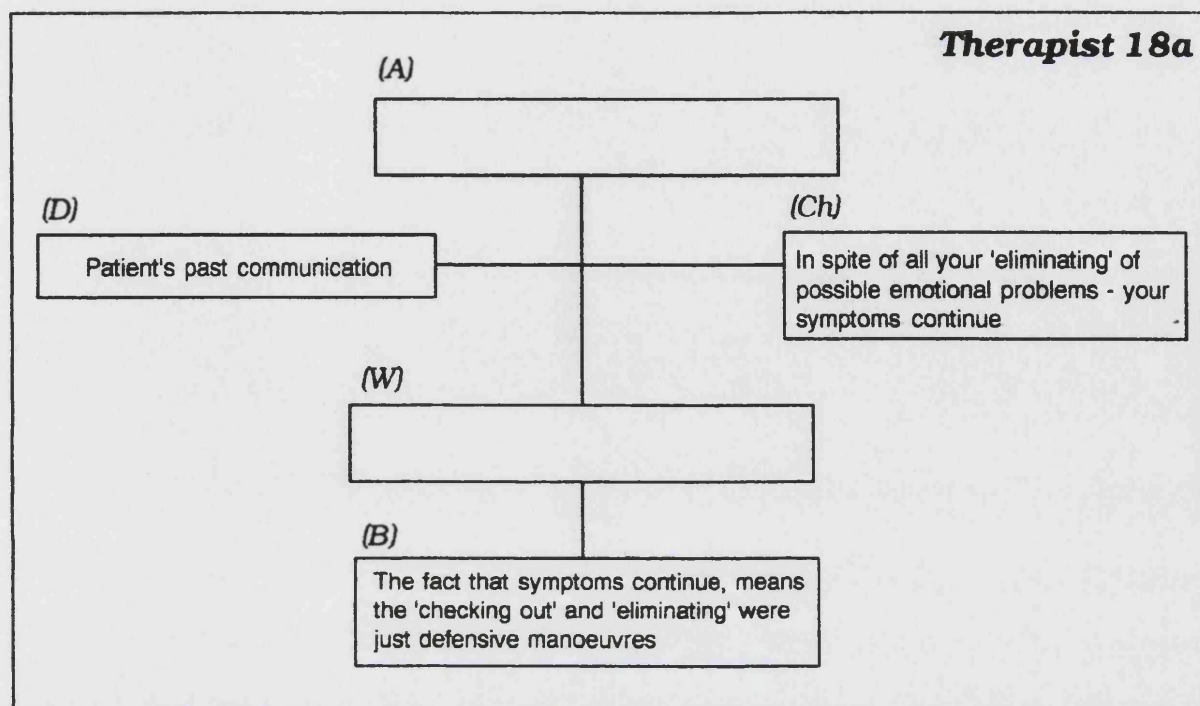 Therapist 18a
(A)
(D)
Patient's past communication
(Ch)
In spite of all your 'eliminating' of
possible emotional problems - your
symptoms continue
(W)
(B)
The fact that symptoms continue, means
the 'checking out' and 'eliminating' were
just defensive manoeuvres